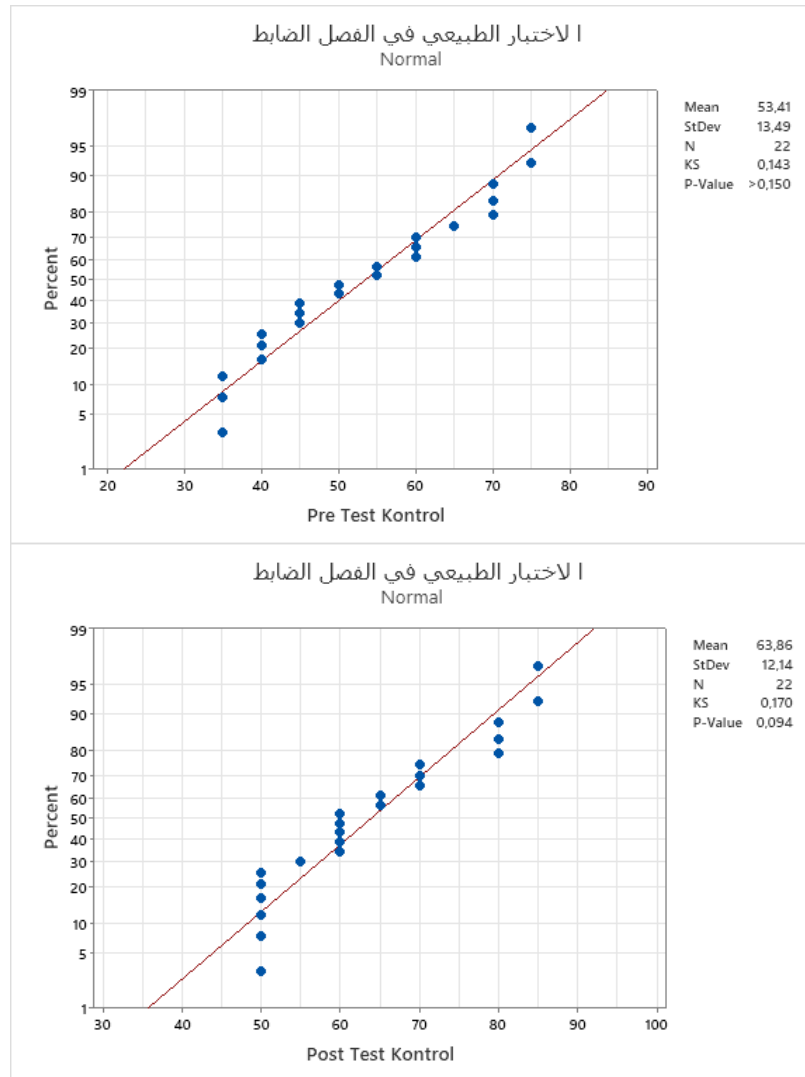 ا لاختبار الطبيعي في الفصل الضابط
Normal
99
95
90
80
70
60
50
40
30
20
10
5
1
Percent
20 30 40 50 60 70 80 90
Pre Test Kontrol
Mean 53,41
StDev 13,49
N 22
KS 0,143
P-Value >0,150
ا لاختبار الطبيعي في الفصل الضابط
Normal
99
95
90
80
70
60
50
40
30
20
10
5
1
Percent
30 40 50 60 70 80 90 100
Post Test Kontrol
Mean 63,86
StDev 12,14
N 22
KS 0,170
P-Value 0,094